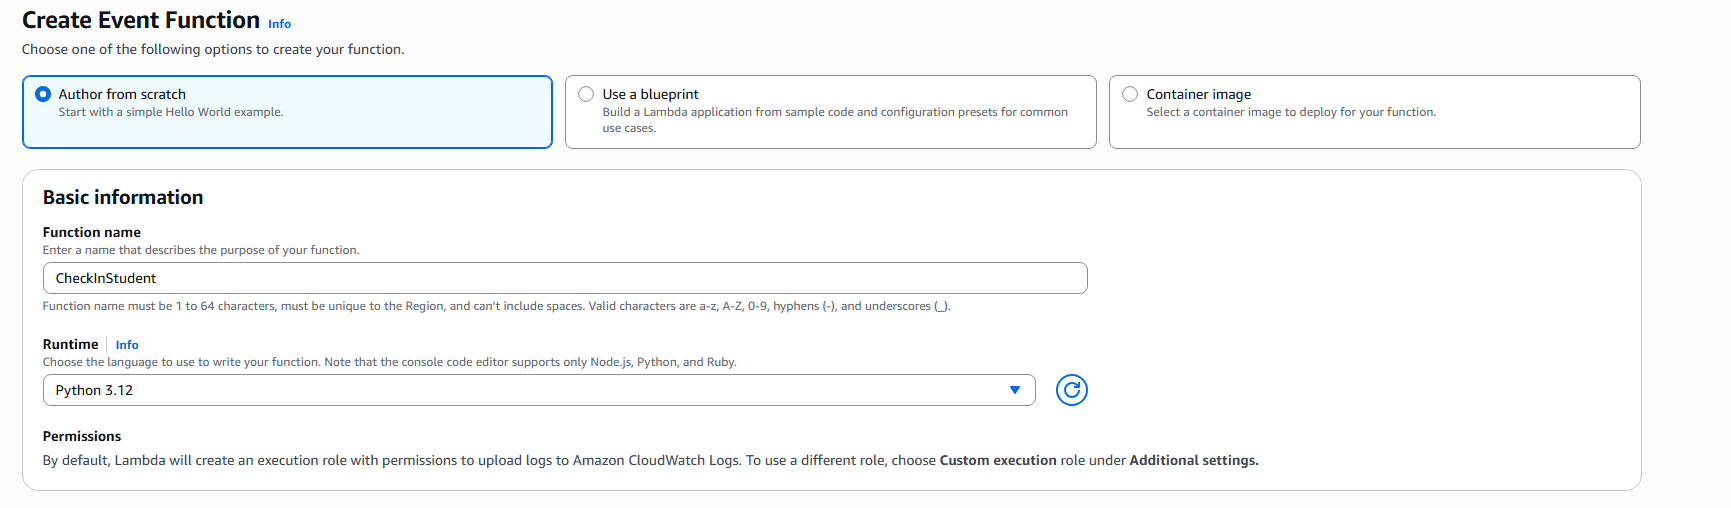 Create Event Function Info
Choose one of the following options to create your function.
Author from scratch
Start with a simple Hello World example.
Use a blueprint
Build a Lambda application from sample code and configuration presets for common
use cases.
Container image
Select a container image to deploy for your function.
Basic information
Function name
Enter a name that describes the purpose of your function.
CheckInStudent
Function name must be 1 to 64 characters, must be unique to the Region, and can't include spaces. Valid characters are a-z, A-Z, 0-9, hyphens (-), and underscores (_).
Runtime Info
Choose the language to use to write your function. Note that the console code editor supports only Node.js, Python, and Ruby.
Python 3.12
Permissions
By default, Lambda will create an execution role with permissions to upload logs to Amazon CloudWatch Logs. To use a different role, choose Custom execution role under Additional settings.